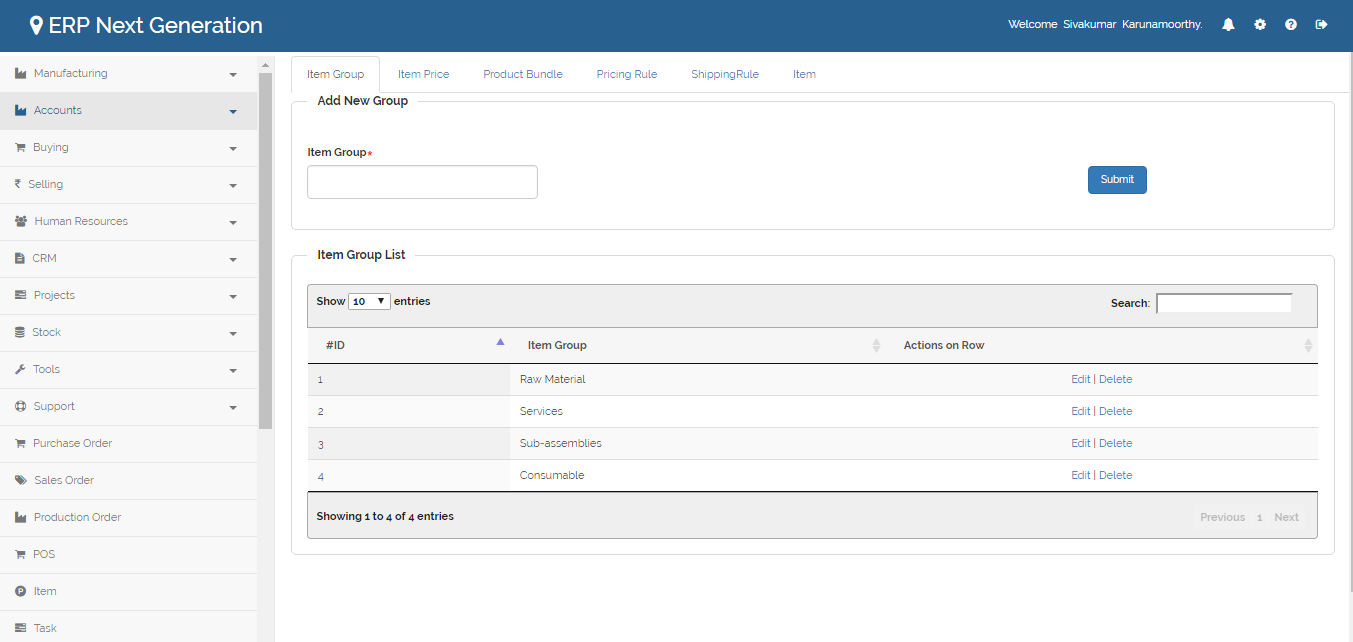 ERP Next Generation
Welcome Sivakumar Karunamoorthy.
Manufacturing
Accounts
Buying
Selling
Human Resources
CRM
Projects
Stock
Tools
Support
Purchase Order
Sales Order
Production Order
POS
Item
Task
Item Group Item Price Product Bundle Pricing Rule ShippingRule Item
Add New Group
Item Group*
Submit
Item Group List
Show 10 entries Search:
#ID Item Group Actions on Row
1 Raw Material Edit | Delete
2 Services Edit | Delete
3 Sub-assemblies Edit | Delete
4 Consumable Edit | Delete
Showing 1 to 4 of 4 entries Previous 1 Next